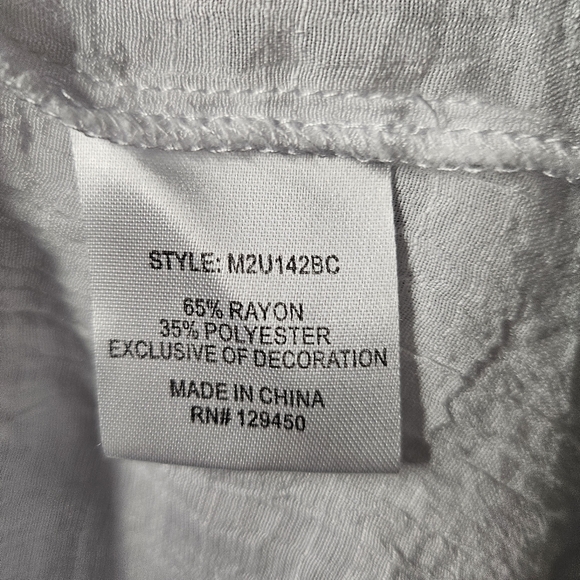 STYLE: M2U142BC
65% RAYON
35% POLYESTER
EXCLUSIVE OF DECORATION
MADE IN CHINA
RN# 129450